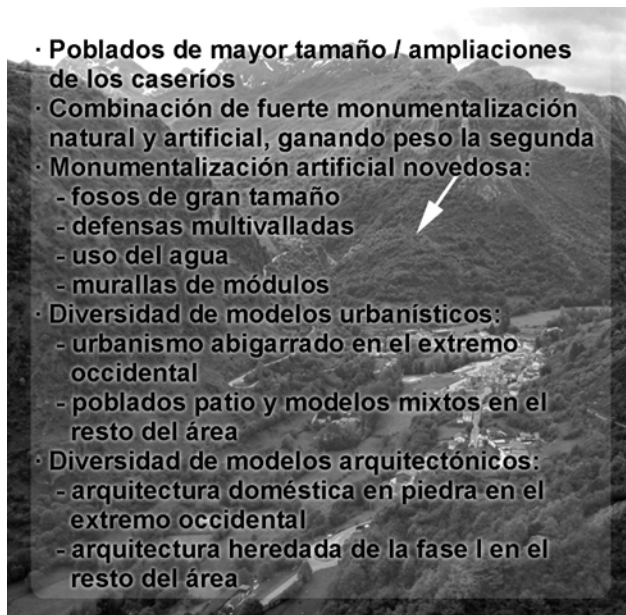 · Poblados de mayor tamaño / ampliaciones
de los caseríos
· Combinación de fuerte monumentalización
natural y artificial, ganando peso la segunda
· Monumentalización artificial novedosa:
- fosos de gran tamaño
- defensas multivalladas
- uso del agua
- murallas de módulos
· Diversidad de modelos urbanísticos:
- urbanismo abigarrado en el extremo
occidental
- poblados patio y modelos mixtos en el
resto del área
· Diversidad de modelos arquitectónicos:
- arquitectura doméstica en piedra en el
extremo occidental
- arquitectura heredada de la fase I en el
resto del área